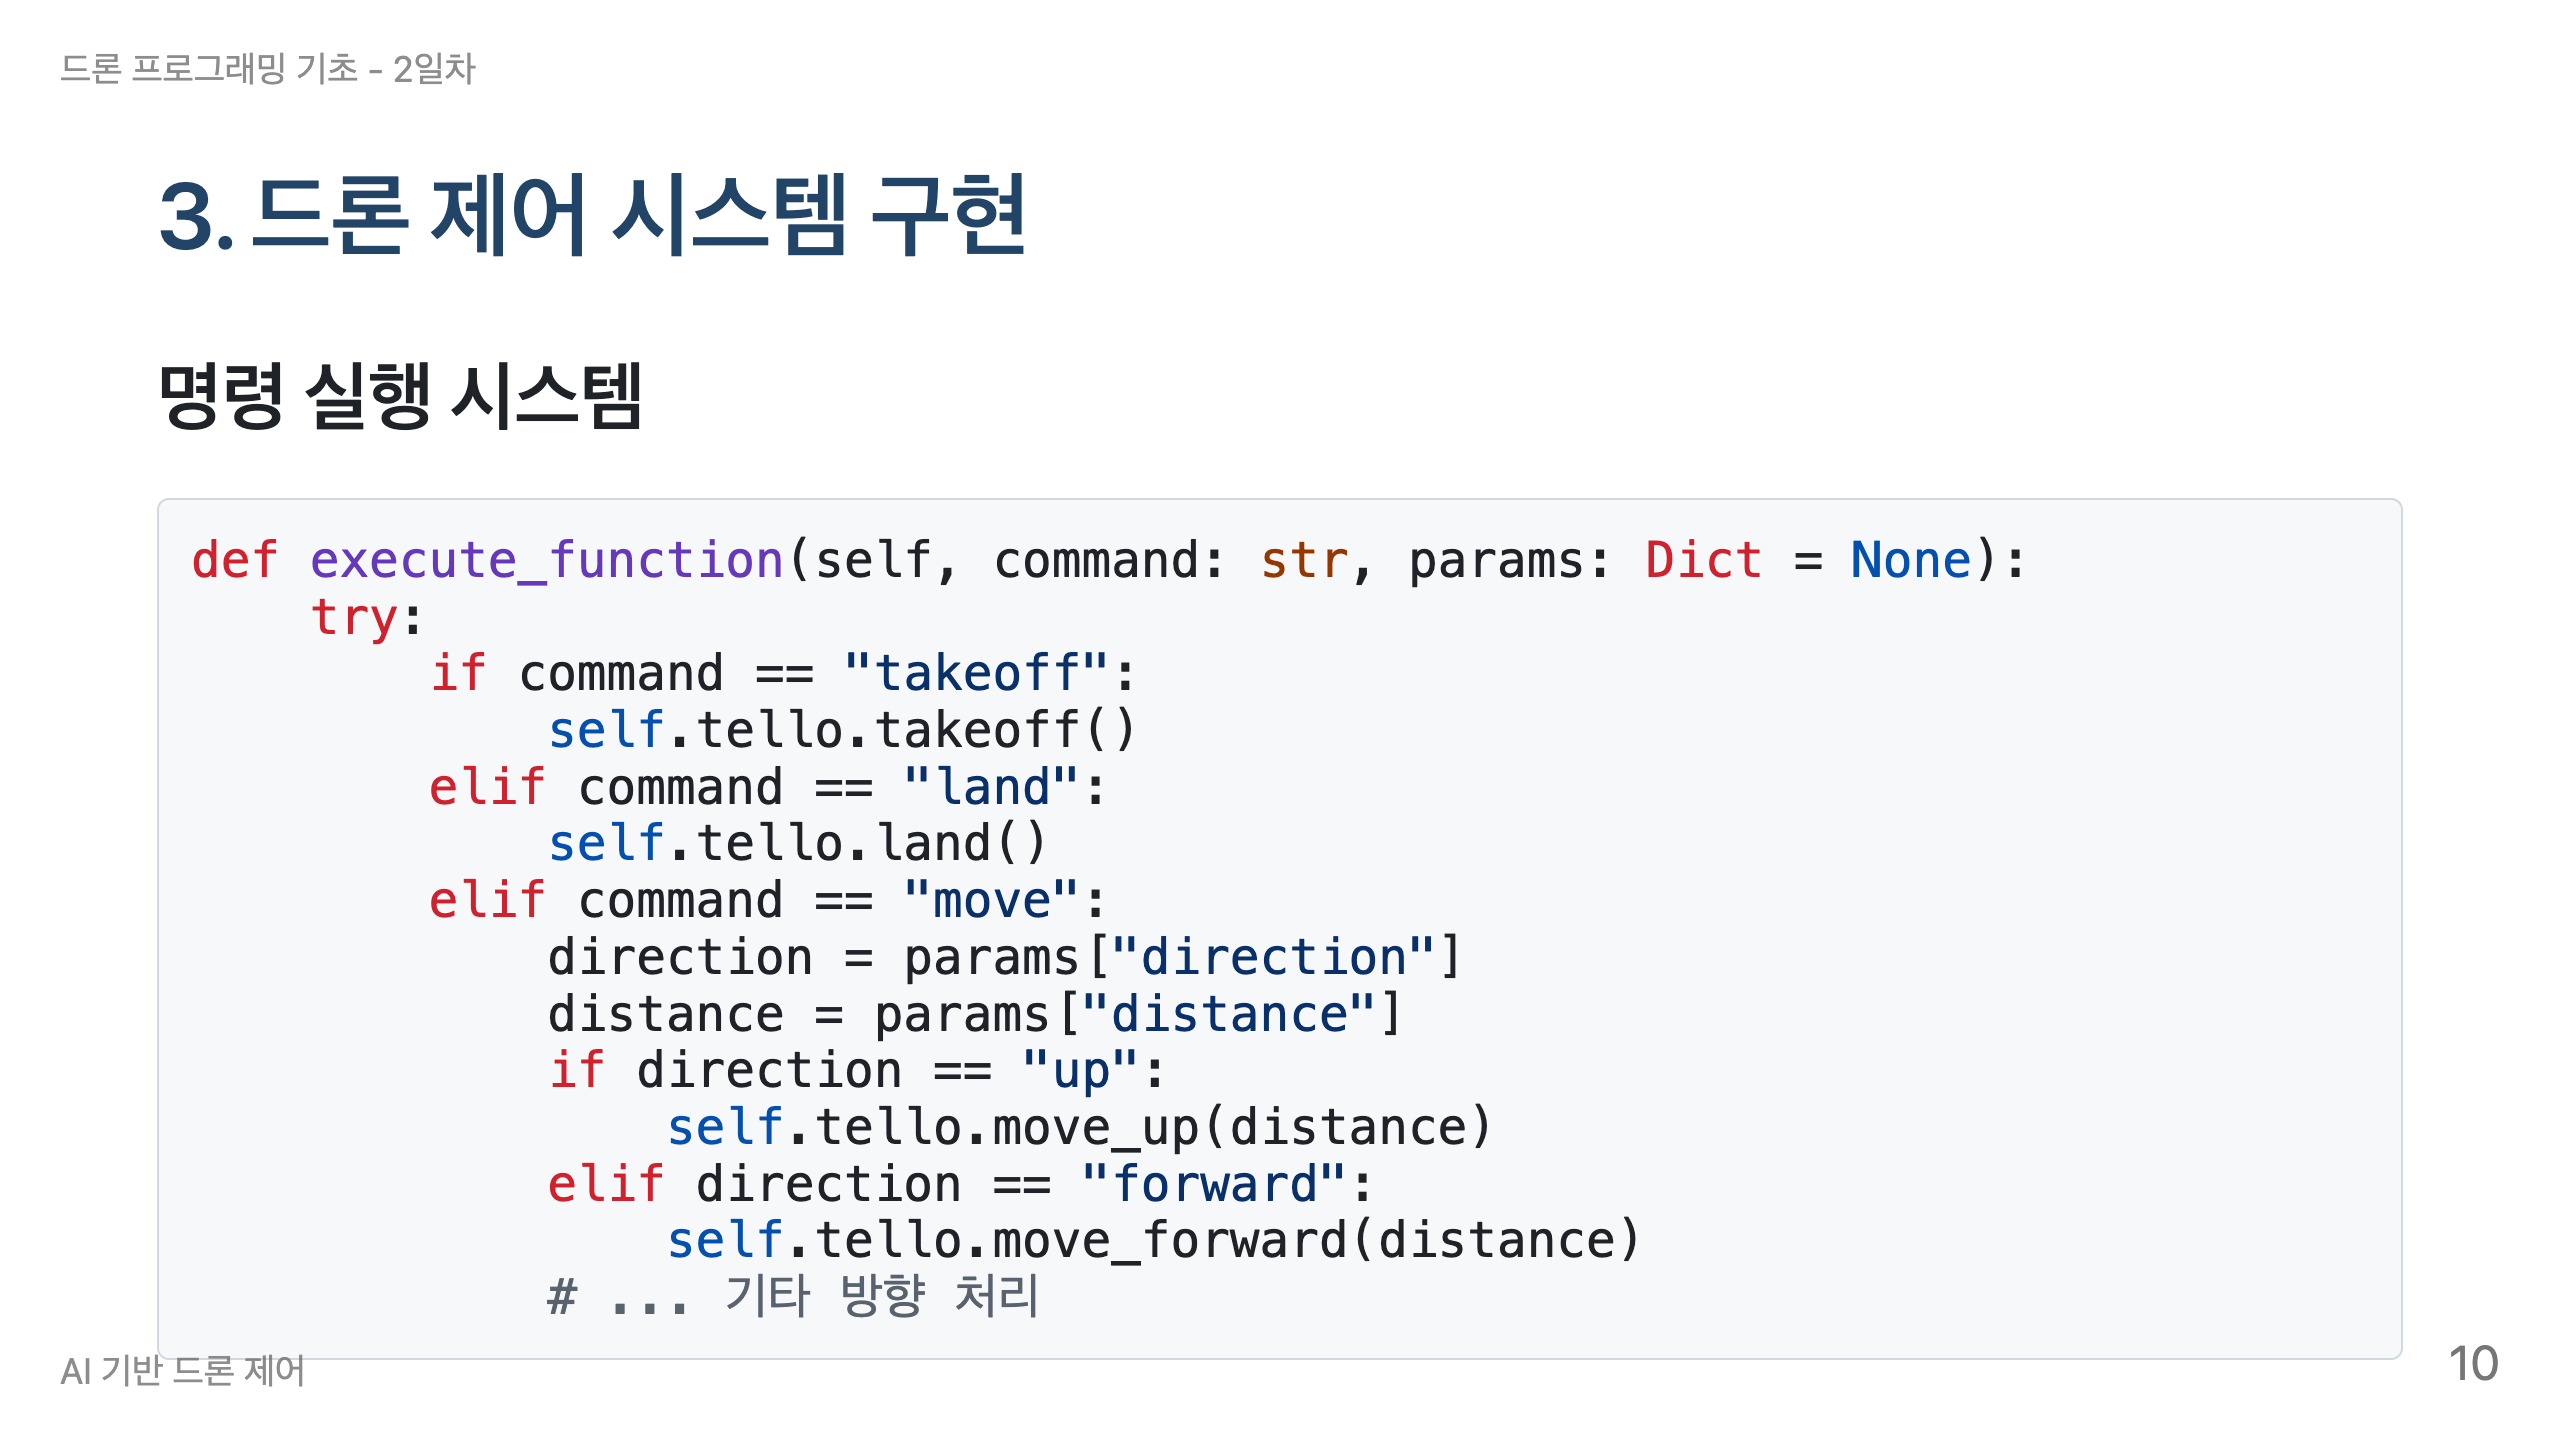 드론 프로그래밍 기초 - 2일차
3. 드론 제어 시스템 구현
명령 실행 시스템
def execute_function(self, command: str, params: Dict = None):
    try:
        if command == "takeoff":
            self.tello.takeoff()
        elif command == "land":
            self.tello.land()
        elif command == "move":
            direction = params["direction"]
            distance = params["distance"]
            if direction == "up":
                self.tello.move_up(distance)
            elif direction == "forward":
                self.tello.move_forward(distance)
            # ... 기타 방향 처리
AI 기반 드론 제어
10